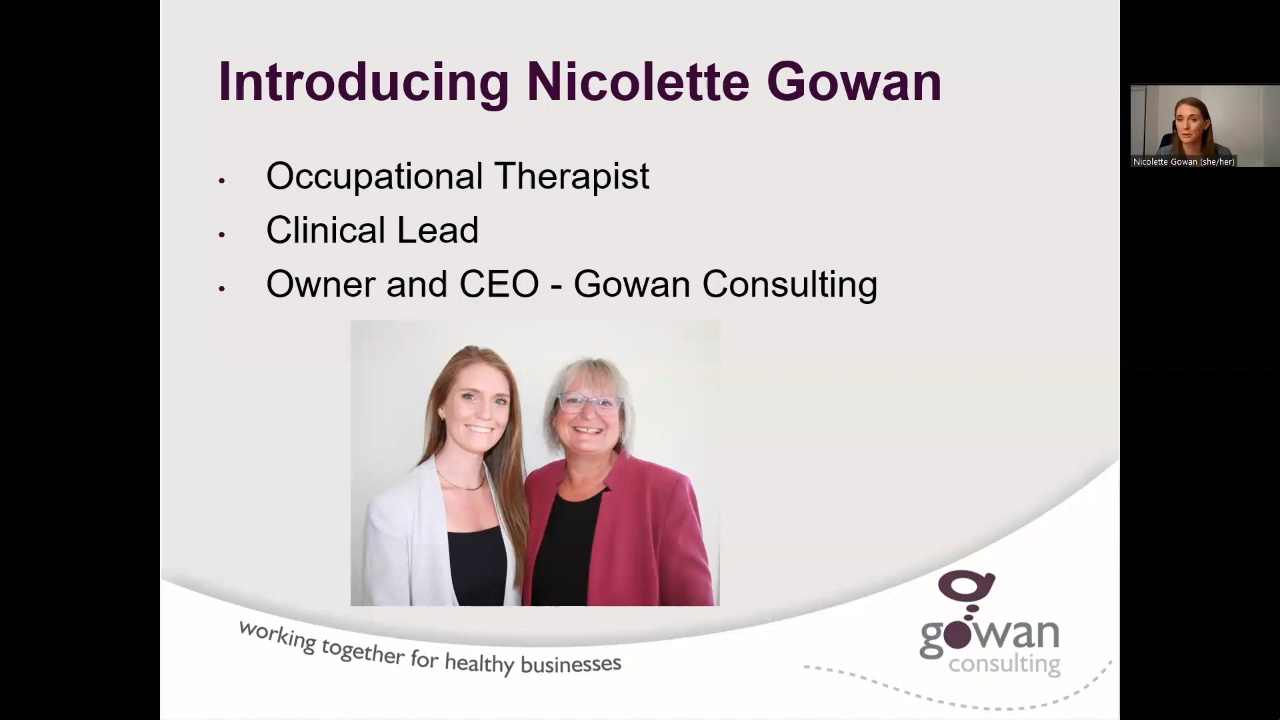 Introducing Nicolette Gowan
• Occupational Therapist
• Clinical Lead
• Owner and CEO - Gowan Consulting
Nicolette Gowan (she/her)
working together for healthy businesses
gowan
consulting